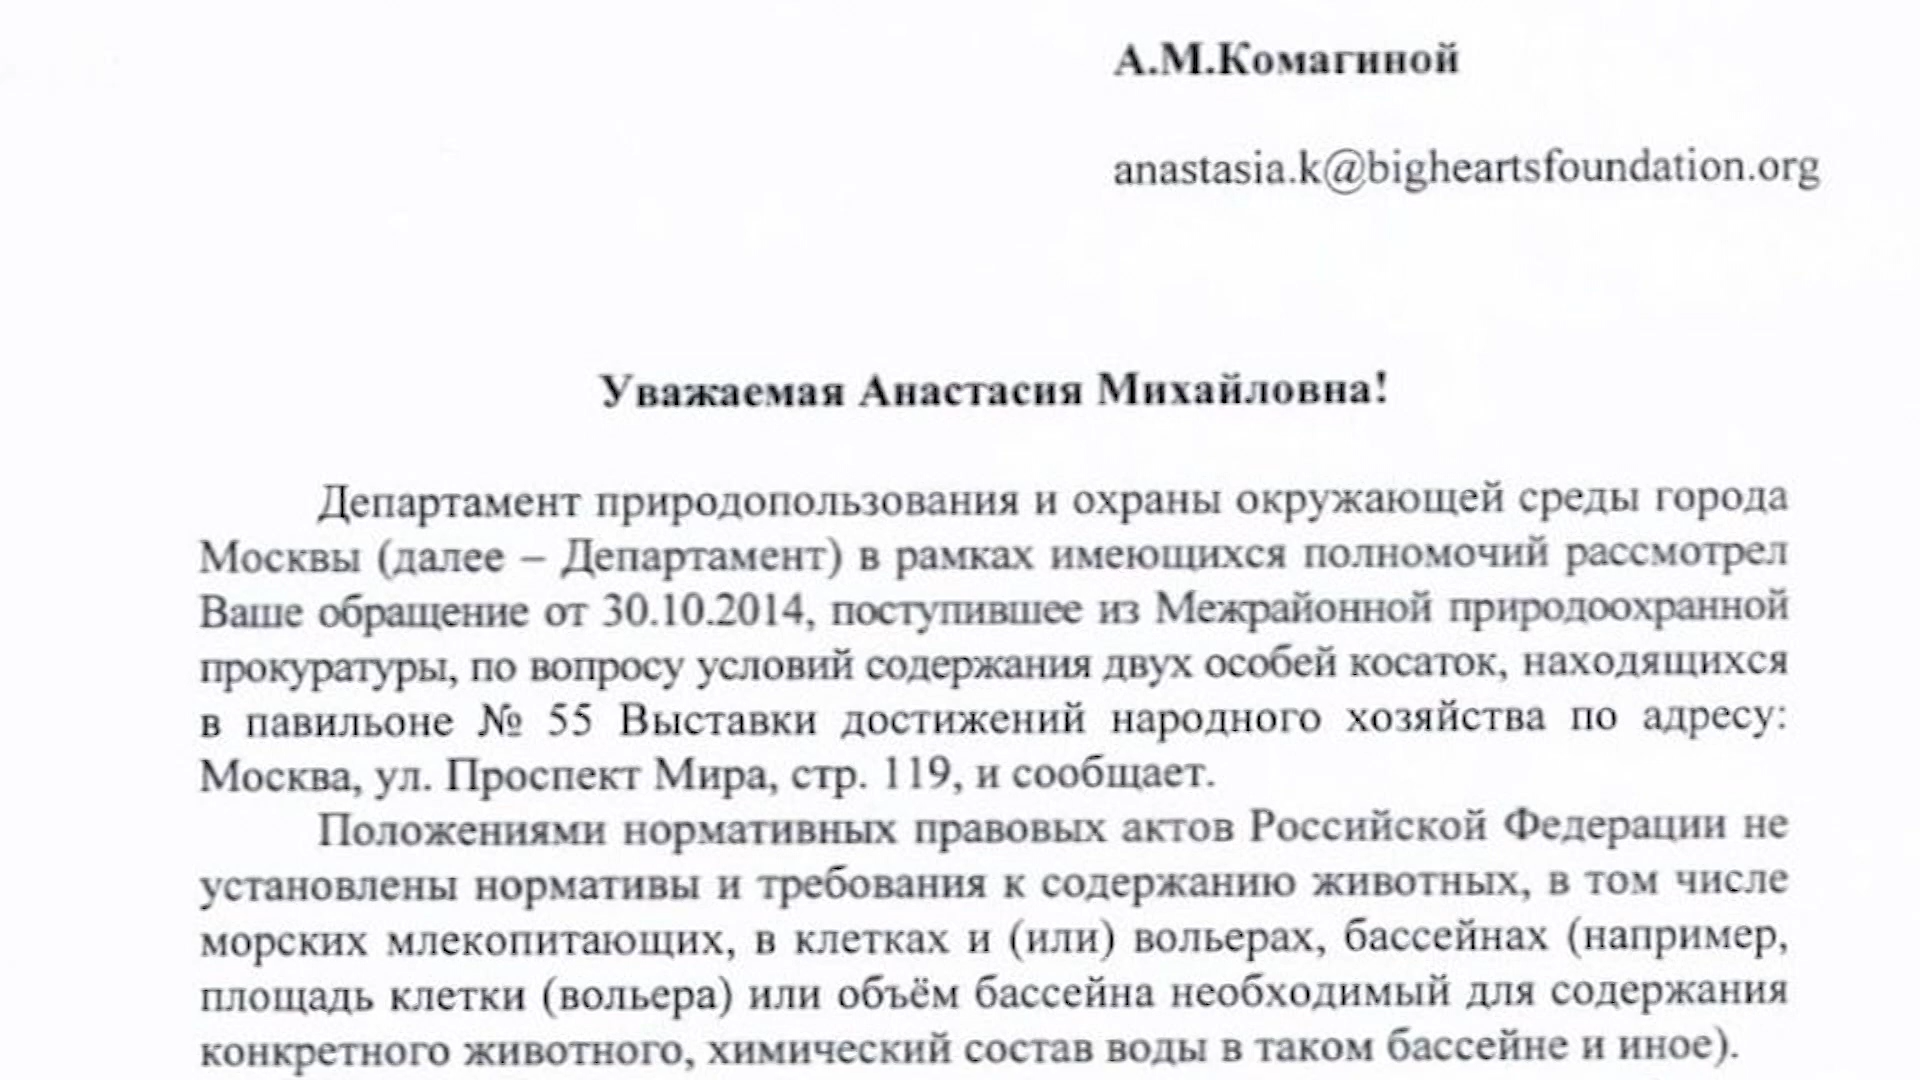 А.М.Комагиной
anastasia.k@bigheartsfoundation.org
Уважаемая Анастасия Михайловна!
Департамент природопользования и охраны окружающей среды города
Москвы (далее – Департамент) в рамках имеющихся полномочий рассмотрел
Ваше обращение от 30.10.2014, поступившее из Межрайонной природоохранной
прокуратуры, по вопросу условий содержания двух особей косаток, находящихся
в павильоне № 55 Выставки достижений народного хозяйства по адресу:
Москва, ул. Проспект Мира, стр. 119, и сообщает.
Положениями нормативных правовых актов Российской Федерации не
установлены нормативы и требования к содержанию животных, в том числе
морских млекопитающих, в клетках и (или) вольерах, бассейнах (например,
площадь клетки (вольера) или объём бассейна необходимый для содержания
конкретного животного, химический состав воды в таком бассейне и иное).